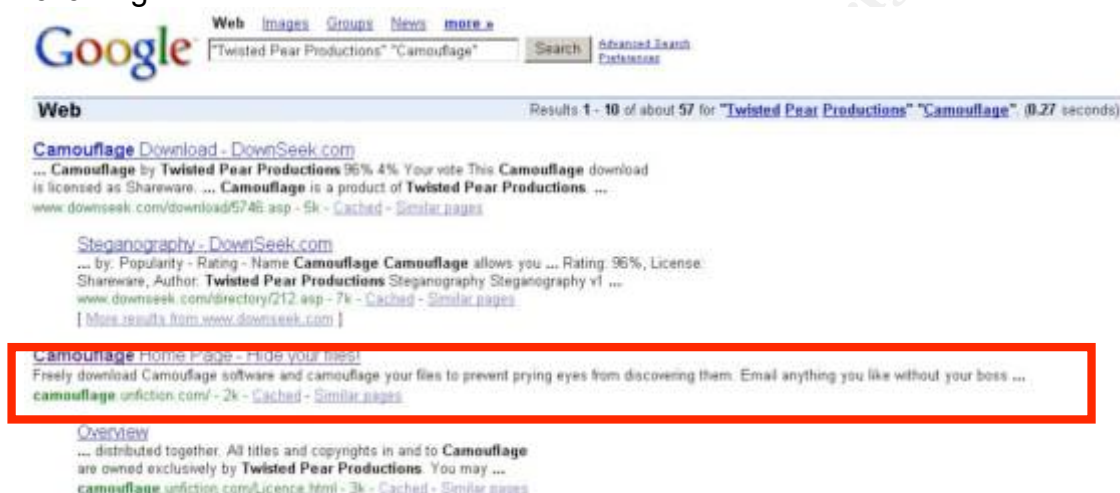 Web Images Groups News more »
Google "Twisted Pear Productions" "Camouflage" Search Advanced Search
Preferences
Web Results 1 - 10 of about 57 for "Twisted Pear Productions" "Camouflage". (0.27 seconds)
Camouflage Download - DownSeek.com
... Camouflage by Twisted Pear Productions 96% 4% Your vote This Camouflage download
is licensed as Shareware. ... Camouflage is a product of Twisted Pear Productions. ...
www.downseek.com/download/5746.asp - 5k - Cached - Similar pages
Steganography - DownSeek.com
... by: Popularity - Rating - Name Camouflage Camouflage allows you ... Rating: 96%, License:
Shareware, Author: Twisted Pear Productions Steganography Steganography v1 ...
www.downseek.com/directory/212.asp - 7k - Cached - Similar pages
[ More results from www.downseek.com ]
Camouflage Home Page - Hide your files!
Freely download Camouflage software and camouflage your files to prevent prying eyes from discovering them. Email anything you like without your boss ...
camouflage.unfiction.com/ - 2k - Cached - Similar pages
Overview
... distributed together. All titles and copyrights in and to Camouflage
are owned exclusively by Twisted Pear Productions. You may ...
camouflage.unfiction.com/Licence.html - 3k - Cached - Similar pages